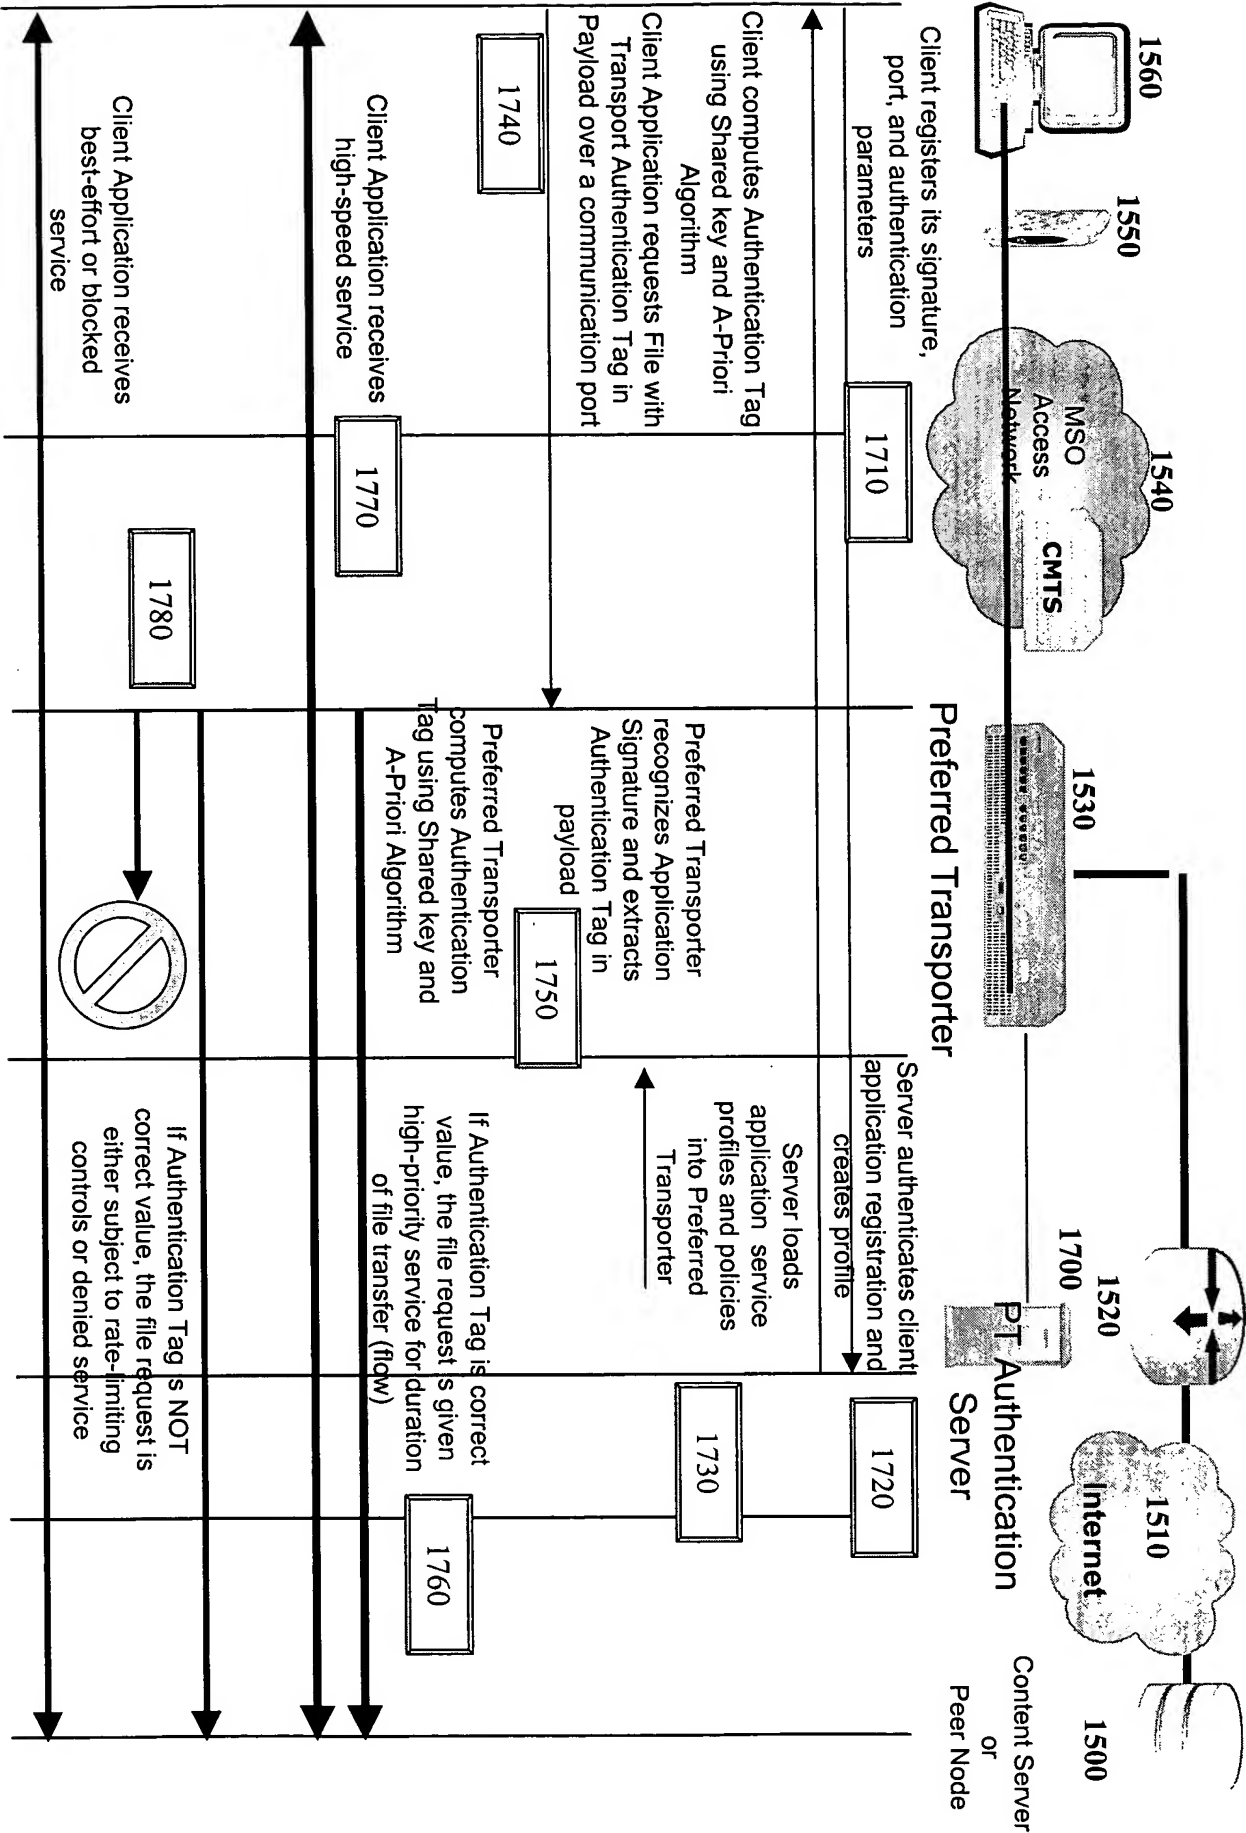 1560
1550
1540
MSO
Access
Network
CMTS
1530
Preferred Transporter
1520
1700
PT Authentication
Server
1510
Internet
1500
Content Server
or
Peer Node
Client registers its signature,
port, and authentication
parameters
1710
Server authenticates client
application registration and
creates profile
1720
Client computes Authentication Tag
using Shared key and A-Priori
Algorithm
Server loads
application service
profiles and policies
into Preferred
Transporter
1730
Client Application requests File with
Transport Authentication Tag in
Payload over a communication port
1740
Preferred Transporter
recognizes Application
Signature and extracts
Authentication Tag in
payload
1750
Preferred Transporter
computes Authentication
Tag using Shared key and
A-Priori Algorithm
If Authentication Tag is correct
value, the file request is given
high-priority service for duration
of file transfer (flow)
1760
Client Application receives
high-speed service
1770
1780
Client Application receives
best-effort or blocked
service
If Authentication Tag is NOT
correct value, the file request is
either subject to rate-limiting
controls or denied service